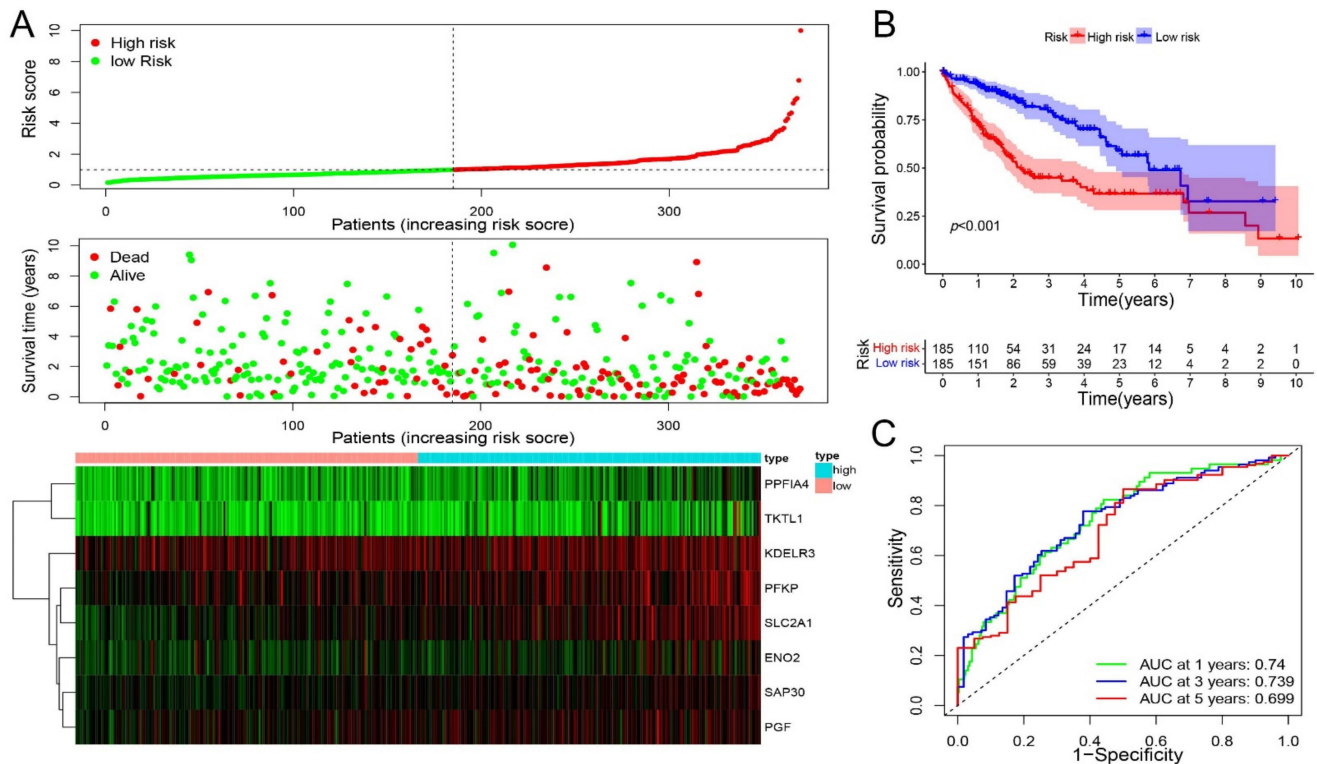 A
High risk
low Risk
Risk score
10
8
6
4
2
0
0 100 200 300
Patients (increasing risk socre)
Dead
Alive
Survival time (years)
10
8
6
4
2
0
0 100 200 300
Patients (increasing risk socre)
type
type
high
low
PPFIA4
TKTL1
KDELR3
PFKP
SLC2A1
ENO2
SAP30
PGF
B
Risk High risk Low risk
Survival probability
1.00
0.75
0.50
0.25
0.00
p<0.001
0 1 2 3 4 5 6 7 8 9 10
Time(years)
Risk
High risk 185 110 54 31 24 17 14 5 4 2 1
Low risk 185 151 86 59 39 23 12 4 2 2 0
0 1 2 3 4 5 6 7 8 9 10
Time(years)
C
Sensitivity
1.0
0.8
0.6
0.4
0.2
0.0
AUC at 1 years: 0.74
AUC at 3 years: 0.739
AUC at 5 years: 0.699
0.0 0.2 0.4 0.6 0.8 1.0
1−Specificity